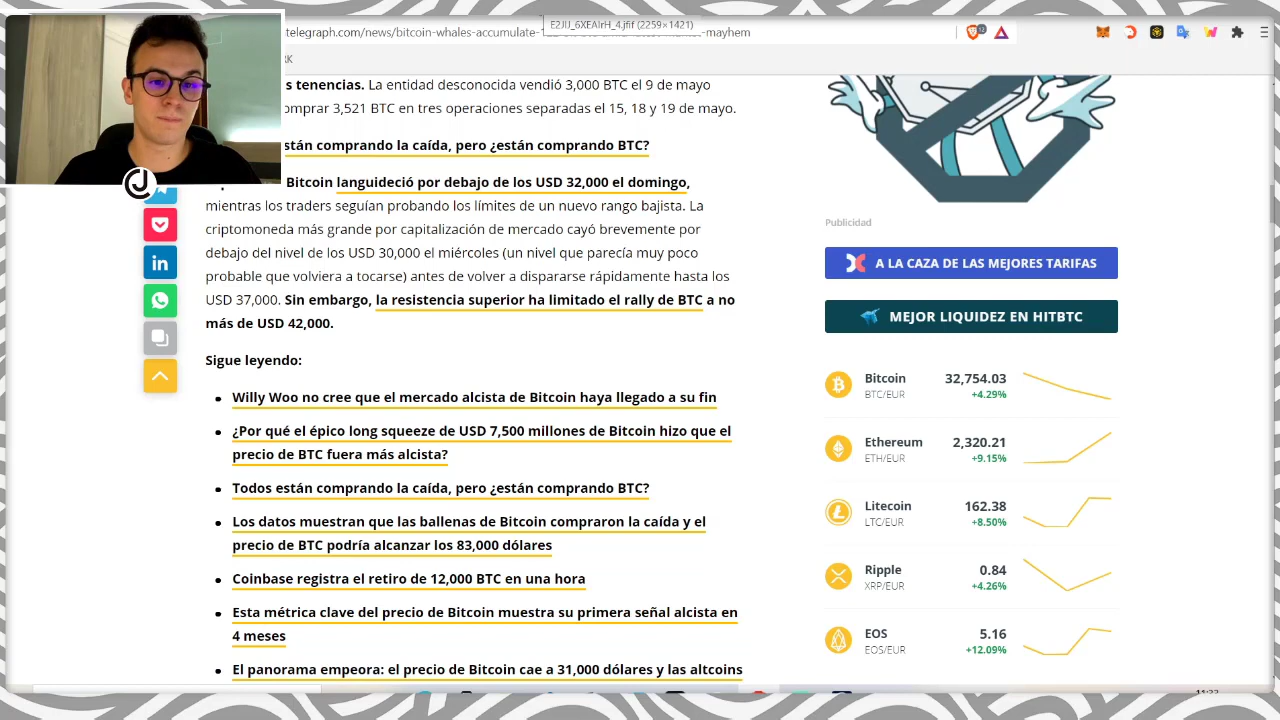 E2JU_6XEAIrH_4.jfif (2259×1421)
telegraph.com/news/bitcoin-whales-accumulate-
-mayhem
s tenencias. La entidad desconocida vendió 3,000 BTC el 9 de mayo
omprar 3,521 BTC en tres operaciones separadas el 15, 18 y 19 de mayo.
están comprando la caída, pero ¿están comprando BTC?
Bitcoin languideció por debajo de los USD 32,000 el domingo,
mientras los traders seguían probando los límites de un nuevo rango bajista. La
criptomoneda más grande por capitalización de mercado cayó brevemente por
debajo del nivel de los USD 30,000 el miércoles (un nivel que parecía muy poco
probable que volviera a tocarse) antes de volver a dispararse rápidamente hasta los
USD 37,000. Sin embargo, la resistencia superior ha limitado el rally de BTC a no
más de USD 42,000.
Sigue leyendo:
Willy Woo no cree que el mercado alcista de Bitcoin haya llegado a su fin
¿Por qué el épico long squeeze de USD 7,500 millones de Bitcoin hizo que el
precio de BTC fuera más alcista?
Todos están comprando la caída, pero ¿están comprando BTC?
Los datos muestran que las ballenas de Bitcoin compraron la caída y el
precio de BTC podría alcanzar los 83,000 dólares
Coinbase registra el retiro de 12,000 BTC en una hora
Esta métrica clave del precio de Bitcoin muestra su primera señal alcista en
4 meses
El panorama empeora: el precio de Bitcoin cae a 31,000 dólares y las altcoins
Publicidad
A LA CAZA DE LAS MEJORES TARIFAS
MEJOR LIQUIDEZ EN HITBTC
Bitcoin 32,754.03
BTC/EUR +4.29%
Ethereum 2,320.21
ETH/EUR +9.15%
Litecoin 162.38
LTC/EUR +8.50%
Ripple 0.84
XRP/EUR +4.26%
EOS 5.16
EOS/EUR +12.09%